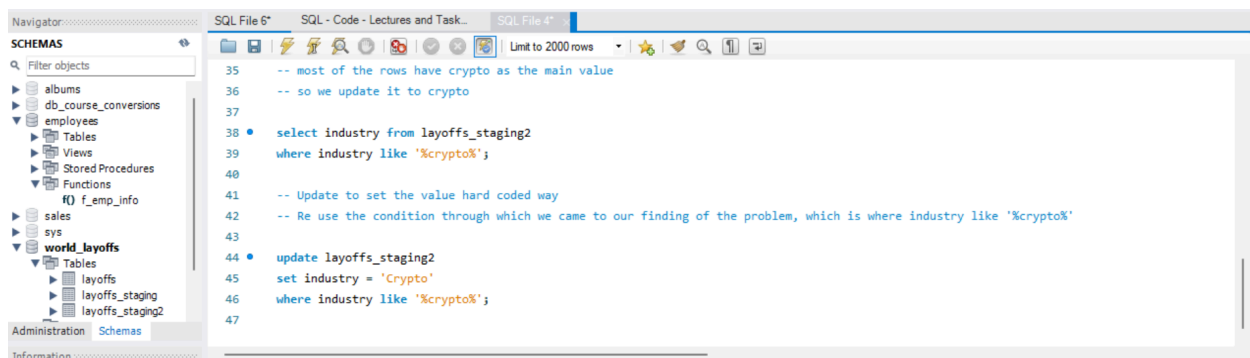 Navigator
SCHEMAS
Filter objects
albums
db_course_conversions
employees
Tables
Views
Stored Procedures
Functions
f() f_emp_info
sales
sys
world_layoffs
Tables
layoffs
layoffs_staging
layoffs_staging2
Administration Schemas
Information
SQL File 6* SQL - Code - Lectures and Task... SQL File 4* x
Limit to 2000 rows
35 -- most of the rows have crypto as the main value
36 -- so we update it to crypto
37
38 select industry from layoffs_staging2
39 where industry like '%crypto%';
40
41 -- Update to set the value hard coded way
42 -- Re use the condition through which we came to our finding of the problem, which is where industry like '%crypto%'
43
44 update layoffs_staging2
45 set industry = 'Crypto'
46 where industry like '%crypto%';
47